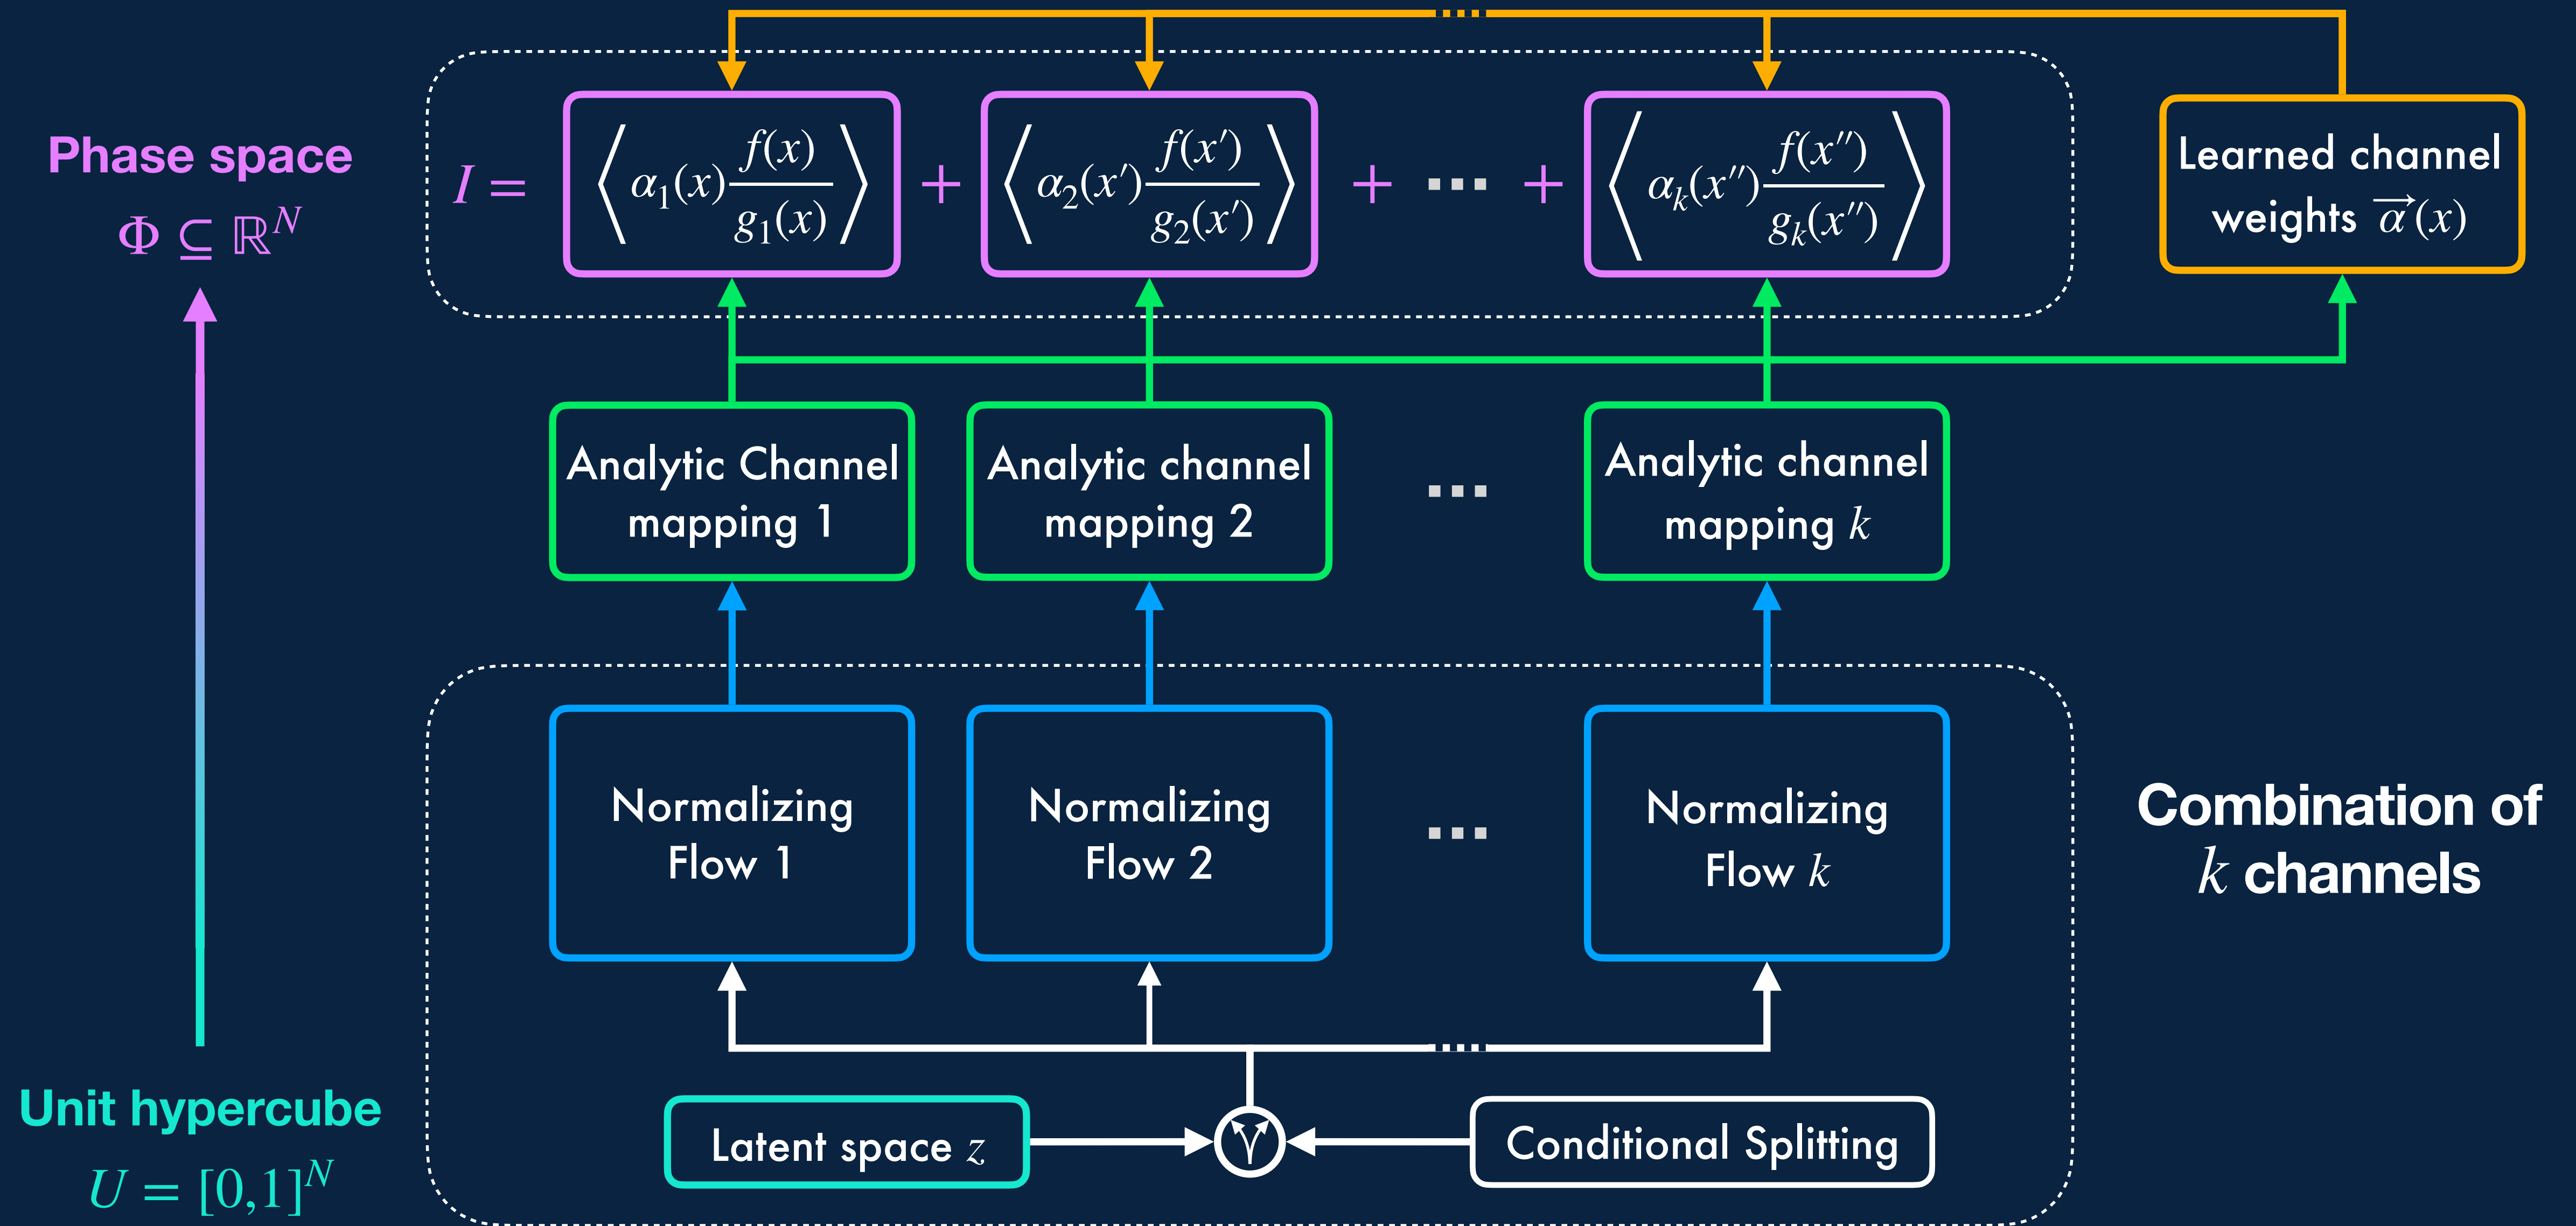 Phase space
Φ ⊆ ℝ^N
I = ⟨α₁(x) f(x)/g₁(x)⟩ + ⟨α₂(x′) f(x′)/g₂(x′)⟩ + ··· + ⟨αₖ(x″) f(x″)/gₖ(x″)⟩
Learned channel
weights α⃗(x)
Analytic Channel
mapping 1
Analytic channel
mapping 2
...
Analytic channel
mapping k
Normalizing
Flow 1
Normalizing
Flow 2
...
Normalizing
Flow k
Combination of
k channels
Unit hypercube
U = [0,1]^N
Latent space z
Conditional Splitting